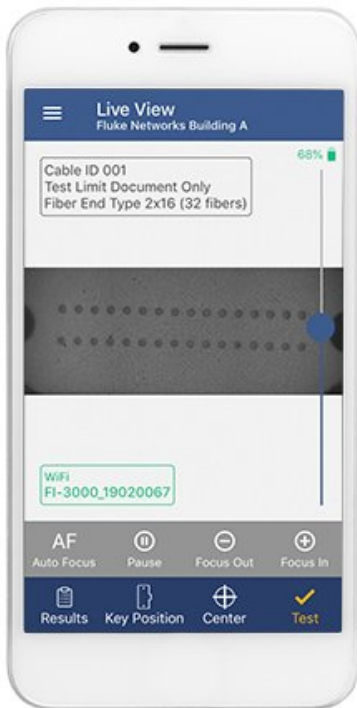 Live View
Fluke Networks Building A
68%
Cable ID 001
Test Limit Document Only
Fiber End Type 2x16 (32 fibers)
WiFi
FI-3000_19020067
AF
Auto Focus Pause Focus Out Focus In
Results Key Position Center Test